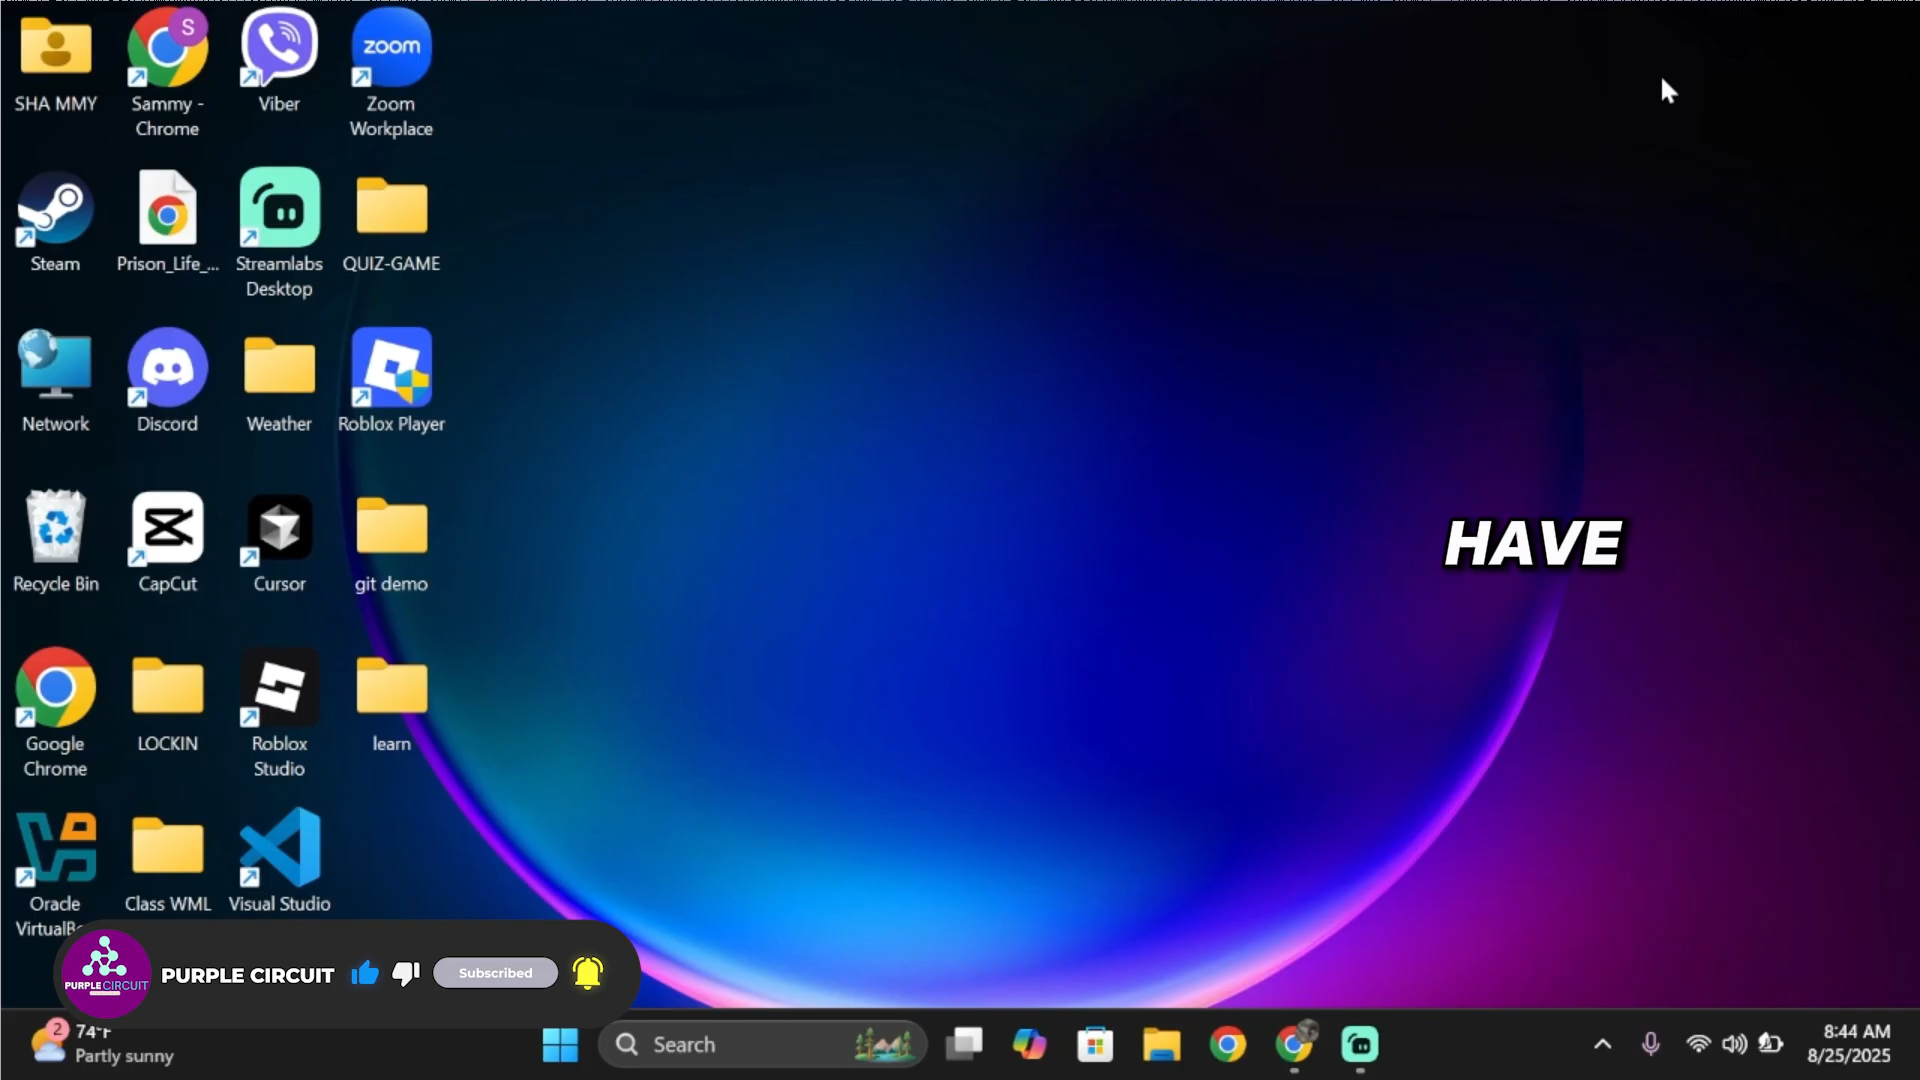 SHA MMY
S
Sammy -
Chrome
Viber
zoom
Zoom
Workplace
Steam
Prison_Life_...
Streamlabs
Desktop
QUIZ-GAME
Network
Discord
Weather
Roblox Player
HAVE
Recycle Bin
CapCut
Cursor
git demo
Google
Chrome
LOCKIN
Roblox
Studio
learn
Oracle
Class WML
Visual Studio
PURPLE CIRCUIT
PURPLE CIRCUIT
Subscribed
2
74°F
Partly sunny
Search
8:44 AM
8/25/2025